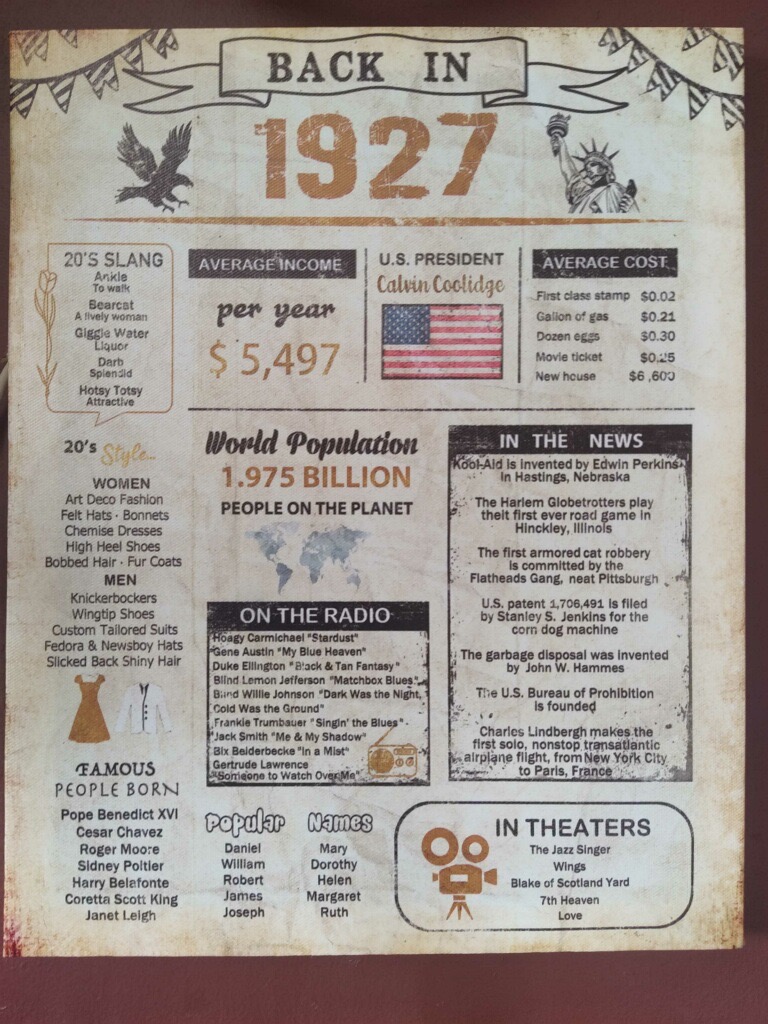 BACK IN
1927
20'S SLANG
Ankle
To walk
Bearcat
A lively woman
Giggle Water
Liquor
Darb
Splendid
Hotsy Totsy
Attractive
AVERAGE INCOME
per year
$ 5,497
U.S. PRESIDENT
Calvin Coolidge
AVERAGE COST
First class stamp $0.02
Gallon of gas $0.21
Dozen eggs $0.30
Movie ticket $0.25
New house $6,600
20's Style...
WOMEN
Art Deco Fashion
Felt Hats · Bonnets
Chemise Dresses
High Heel Shoes
Bobbed Hair · Fur Coats
MEN
Knickerbockers
Wingtip Shoes
Custom Tailored Suits
Fedora & Newsboy Hats
Slicked Back Shiny Hair
World Population
1.975 BILLION
PEOPLE ON THE PLANET
ON THE RADIO
Hoagy Carmichael "Stardust"
Gene Austin "My Blue Heaven"
Duke Ellington "Black & Tan Fantasy"
Blind Lemon Jefferson "Matchbox Blues"
Blind Willie Johnson "Dark Was the Night,
Cold Was the Ground"
Frankie Trumbauer "Singin' the Blues"
Jack Smith "Me & My Shadow"
Bix Beiderbecke "In a Mist"
Gertrude Lawrence
"Someone to Watch Over Me"
IN THE NEWS
Kool-Aid is invented by Edwin Perkins
in Hastings, Nebraska
The Harlem Globetrotters play
theit first ever road game in
Hinckley, Illinois
The first armored cat robbery
is committed by the
Flatheads Gang, neat Pittsburgh
U.S. patent 1,706,491 is filed
by Stanley S. Jenkins for the
corn dog machine
The garbage disposal was invented
by John W. Hammes
The U.S. Bureau of Prohibition
is founded
Charles Lindbergh makes the
first solo, nonstop transatlantic
airplane flight, from New York City
to Paris, France
FAMOUS
PEOPLE BORN
Pope Benedict XVI
Cesar Chavez
Roger Moore
Sidney Poitier
Harry Belafonte
Coretta Scott King
Janet Leigh
Popular Names
Daniel Mary
William Dorothy
Robert Helen
James Margaret
Joseph Ruth
IN THEATERS
The Jazz Singer
Wings
Blake of Scotland Yard
7th Heaven
Love